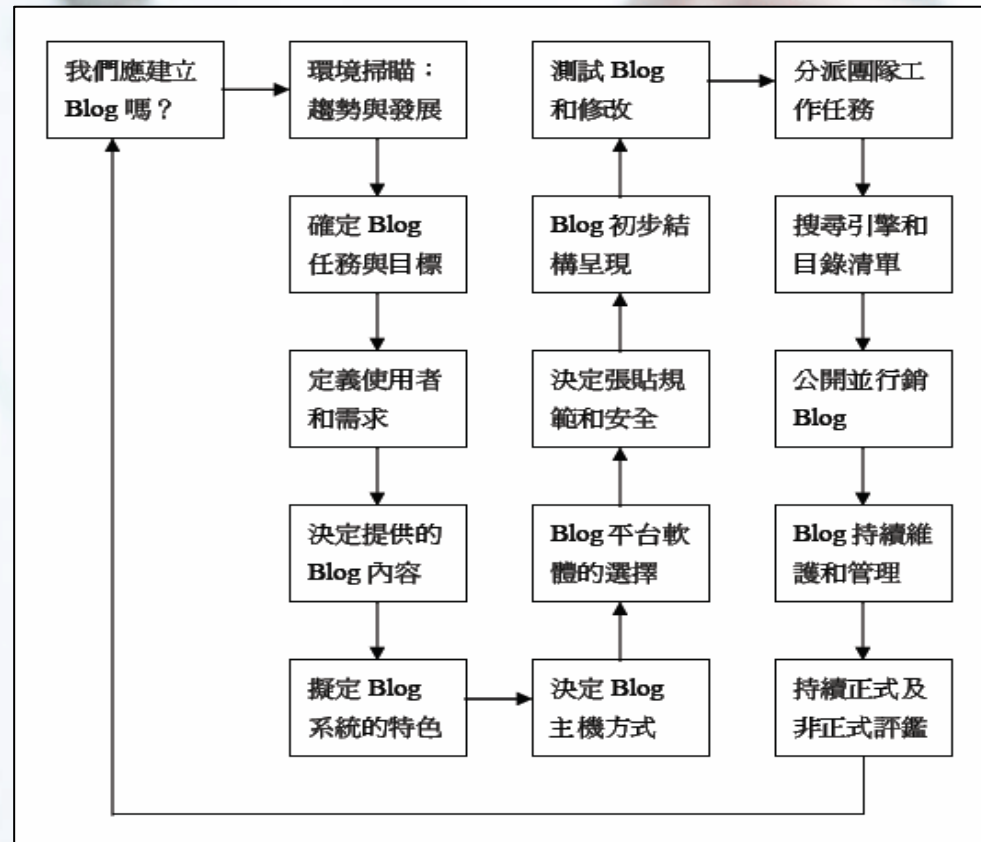 我們應建立
Blog 嗎？
環境掃瞄：
趨勢與發展
確定 Blog
任務與目標
定義使用者
和需求
決定提供的
Blog 內容
擬定 Blog
系統的特色
決定 Blog
主機方式
Blog 平台軟
體的選擇
決定張貼規
範和安全
Blog 初步結
構呈現
測試 Blog
和修改
分派團隊工
作任務
搜尋引擎和
目錄清單
公開並行銷
Blog
Blog 持續維
護和管理
持續正式及
非正式評鑑